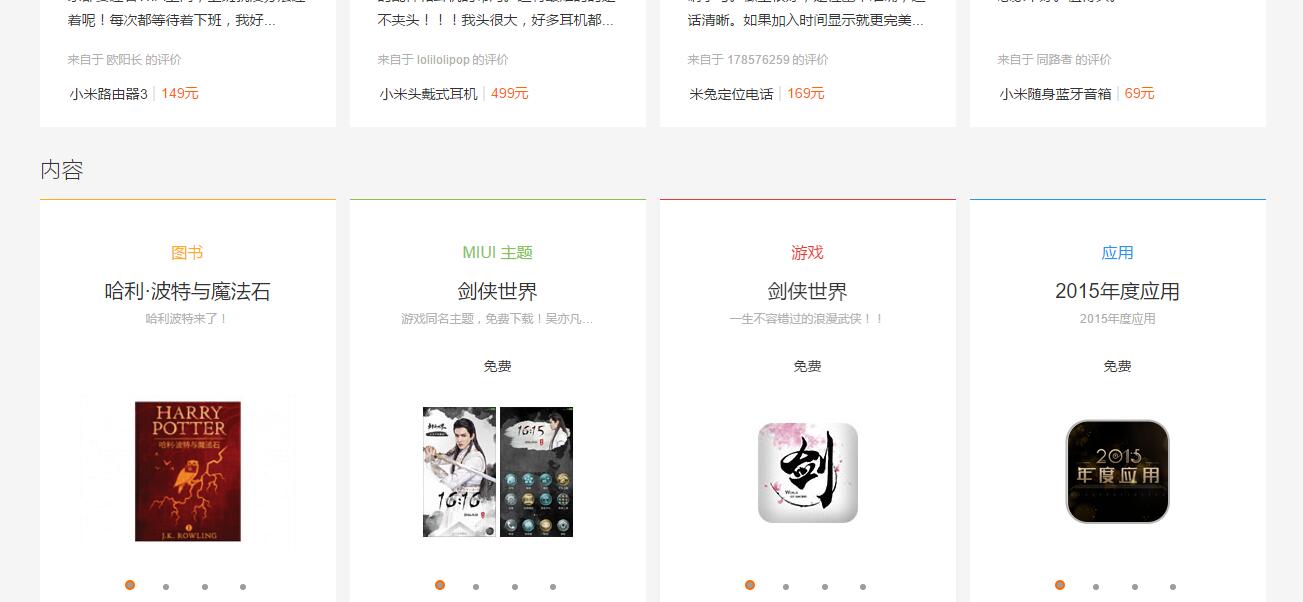 着呢！每次都等待着下班，我好...
不夹头！！！我头很大，好多耳机都...
话清晰。如果加入时间显示就更完美...
来自于 欧阳长 的评价
来自于 lolilolipop 的评价
来自于 178576259 的评价
来自于 同路者 的评价
小米路由器3 | 149元
小米头戴式耳机 | 499元
米兔定位电话 | 169元
小米随身蓝牙音箱 | 69元
内容
图书
哈利·波特与魔法石
哈利波特来了！
HARRY
POTTER
哈利·波特与魔法石
J.K. ROWLING
MIUI 主题
剑侠世界
游戏同名主题，免费下载！吴亦凡...
免费
16:16
16:15
游戏
剑侠世界
一生不容错过的浪漫武侠！！
免费
剑
应用
2015年度应用
2015年度应用
免费
2015
年度应用